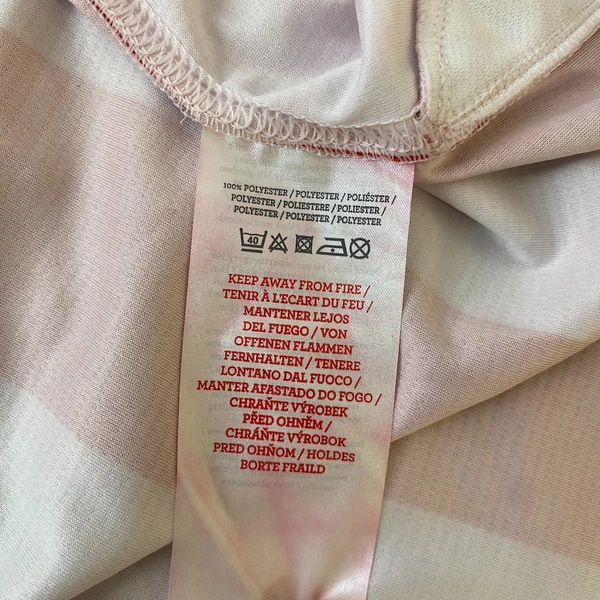 100% POLYESTER / POLYESTER / POLIÉSTER /
POLYESTER / POLIESTERE / POLIESTER /
POLYESTER / POLYESTER / POLYESTER
40
KEEP AWAY FROM FIRE /
TENIR À L'ECART DU FEU /
MANTENER LEJOS
DEL FUEGO / VON
OFFENEN FLAMMEN
FERNHALTEN / TENERE
LONTANO DAL FUOCO /
MANTER AFASTADO DO FOGO /
CHRAŇTE VÝROBEK
PŘED OHNĚM /
CHRÁŇTE VÝROBOK
PRED OHŇOM / HOLDES
BORTE FRAILD